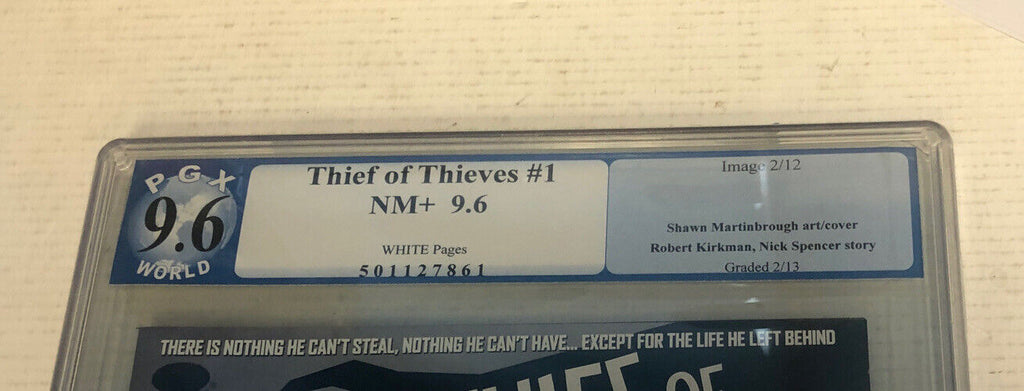 PGX
9.6
WORLD
Thief of Thieves #1
NM+ 9.6
WHITE Pages
501127861
Image 2/12
Shawn Martinbrough art/cover
Robert Kirkman, Nick Spencer story
Graded 2/13
THERE IS NOTHING HE CAN'T STEAL, NOTHING HE CAN'T HAVE... EXCEPT FOR THE LIFE HE LEFT BEHIND
THIEF OF